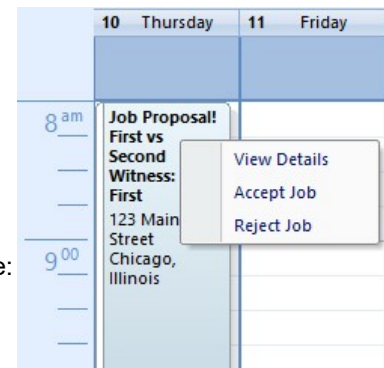 10 Thursday 11 Friday
8 am
Job Proposal!
First vs
Second
Witness:
First
123 Main
Street
Chicago,
Illinois
View Details
Accept Job
Reject Job
9 00
e: